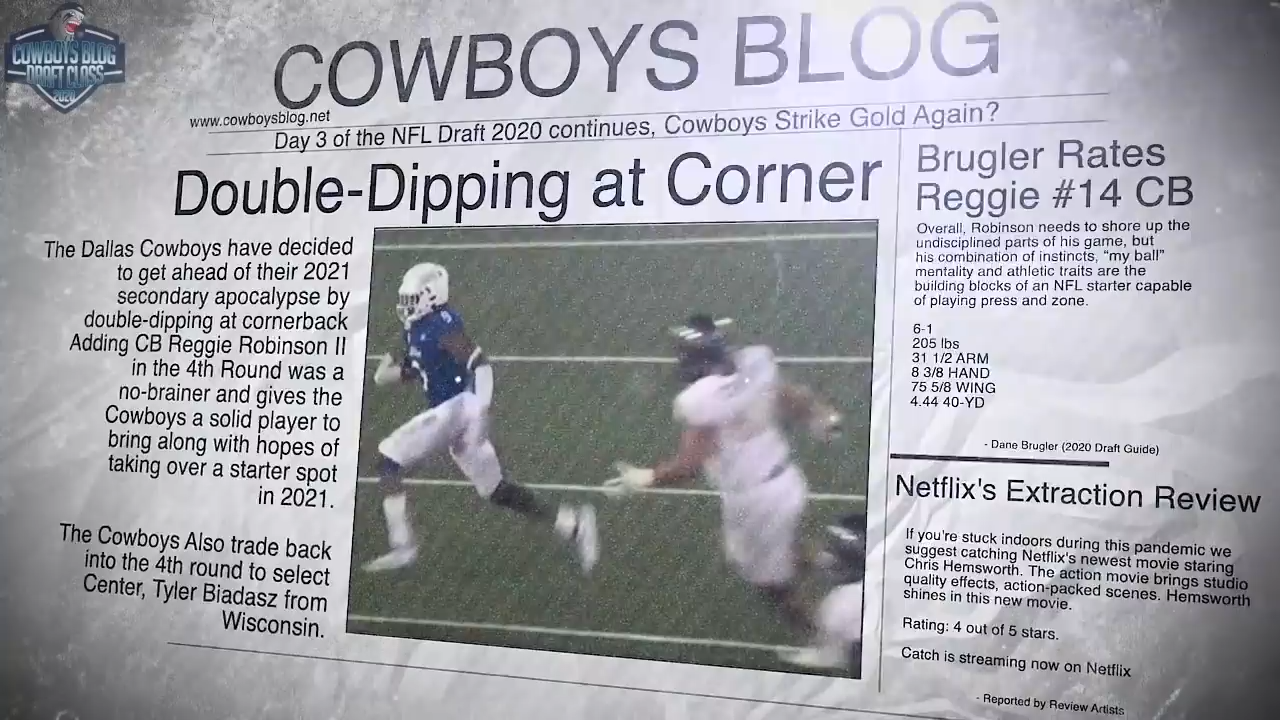 COWBOYS BLOG
DRAFT CLASS
2020
COWBOYS BLOG
www.cowboysblog.net
Day 3 of the NFL Draft 2020 continues, Cowboys Strike Gold Again?
Double-Dipping at Corner
The Dallas Cowboys have decided
to get ahead of their 2021
secondary apocalypse by
double-dipping at cornerback
Adding CB Reggie Robinson II
in the 4th Round was a
no-brainer and gives the
Cowboys a solid player to
bring along with hopes of
taking over a starter spot
in 2021.
The Cowboys Also trade back
into the 4th round to select
Center, Tyler Biadasz from
Wisconsin.
Brugler Rates
Reggie #14 CB
Overall, Robinson needs to shore up the
undisciplined parts of his game, but
his combination of instincts, “my ball”
mentality and athletic traits are the
building blocks of an NFL starter capable
of playing press and zone.
6-1
205 lbs
31 1/2 ARM
8 3/8 HAND
75 5/8 WING
4.44 40-YD
- Dane Brugler (2020 Draft Guide)
Netflix's Extraction Review
If you're stuck indoors during this pandemic we
suggest catching Netflix's newest movie staring
Chris Hemsworth. The action movie brings studio
quality effects, action-packed scenes. Hemsworth
shines in this new movie.
Rating: 4 out of 5 stars.
Catch is streaming now on Netflix
- Reported by Review Artists